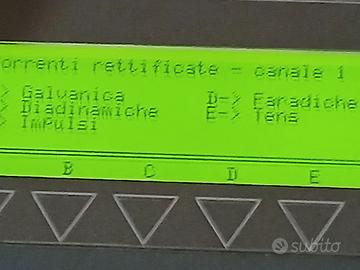 orrenti rettificate - canale 1
> Galvanica D-> Faradiche
> Diadinamiche E-> Tens
> Impulsi
B C D E
subito